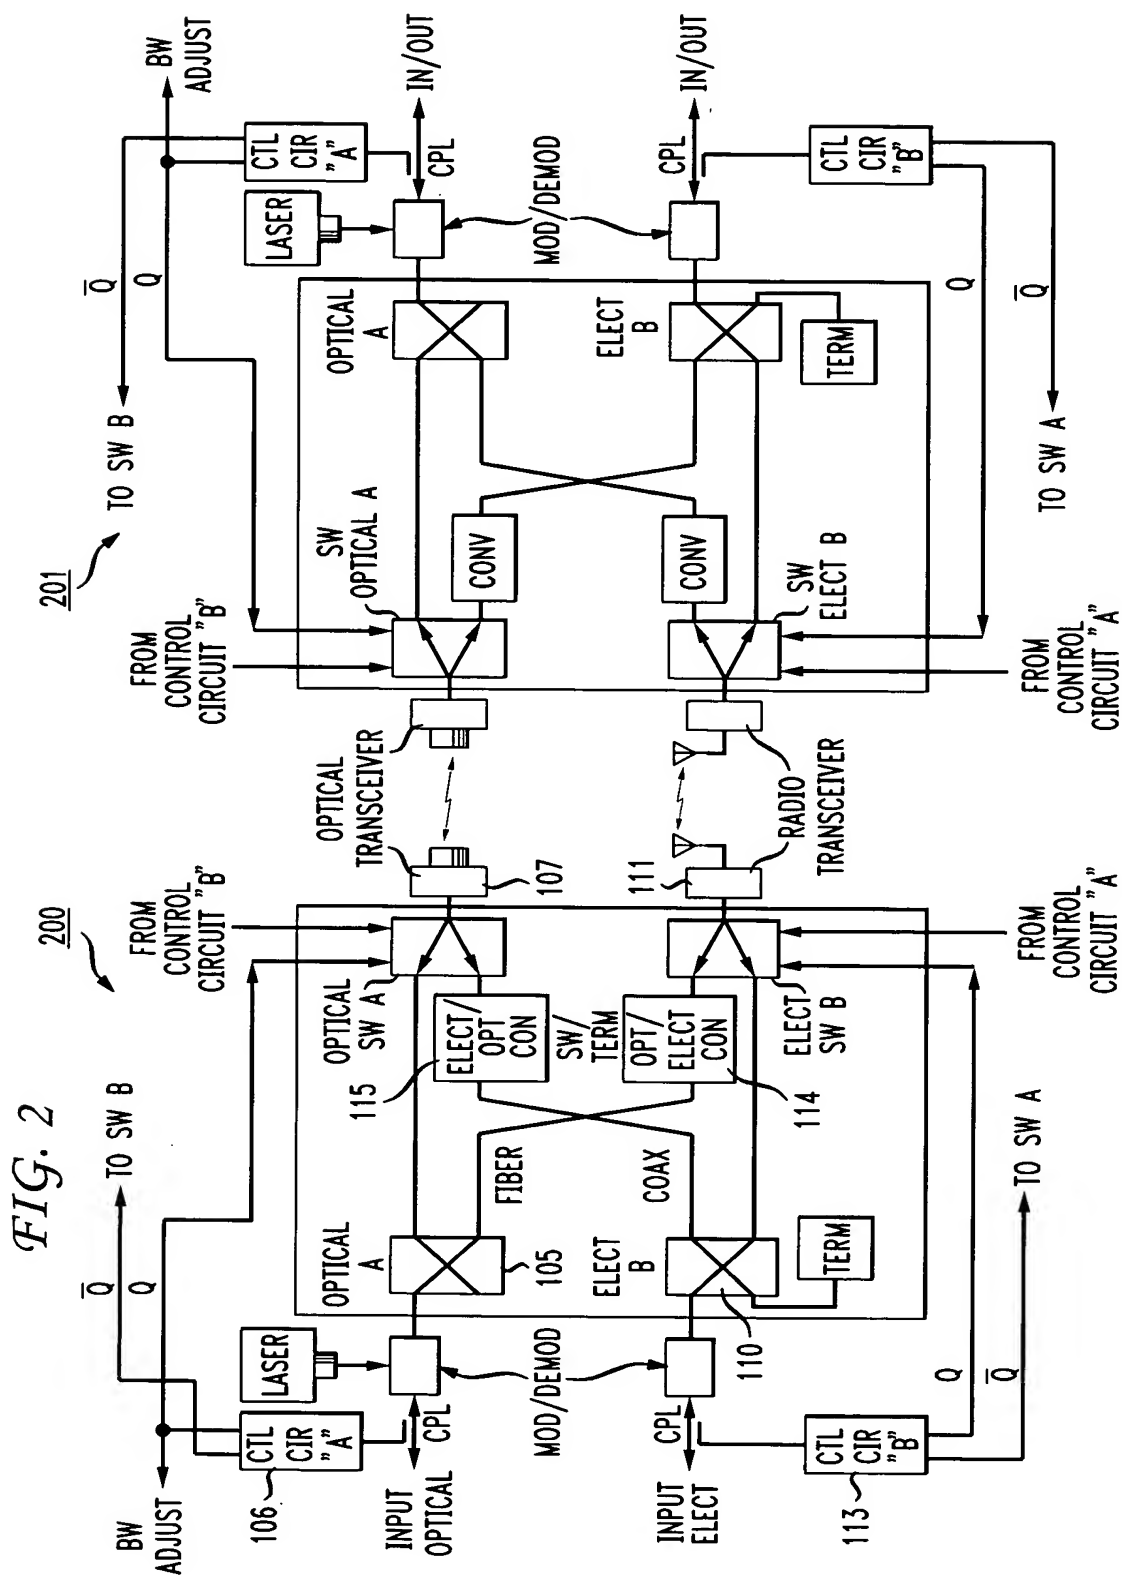 FIG. 2
200
201
BW
ADJUST
Q̅
Q
TO SW B
FROM
CONTROL
CIRCUIT "B"
FROM
CONTROL
CIRCUIT "B"
TO SW B
Q̅
Q
BW
ADJUST
106
CTL
CIR
"A"
LASER
OPTICAL
A
OPTICAL
SW A
OPTICAL
TRANSCEIVER
SW
OPTICAL A
OPTICAL
A
LASER
CTL
CIR
"A"
INPUT
OPTICAL
CPL
105
FIBER
115
ELECT/
OPT
CON
107
CONV
CPL
IN/OUT
MOD/DEMOD
SW/
TERM
MOD/DEMOD
INPUT
ELECT
CPL
ELECT
B
110
COAX
OPT/
ELECT
CON
114
111
CONV
ELECT
B
CPL
IN/OUT
TERM
ELECT
SW B
RADIO
TRANSCEIVER
SW
ELECT B
TERM
113
CTL
CIR
"B"
CTL
CIR
"B"
Q
Q̅
TO SW A
FROM
CONTROL
CIRCUIT "A"
FROM
CONTROL
CIRCUIT "A"
TO SW A
Q
Q̅